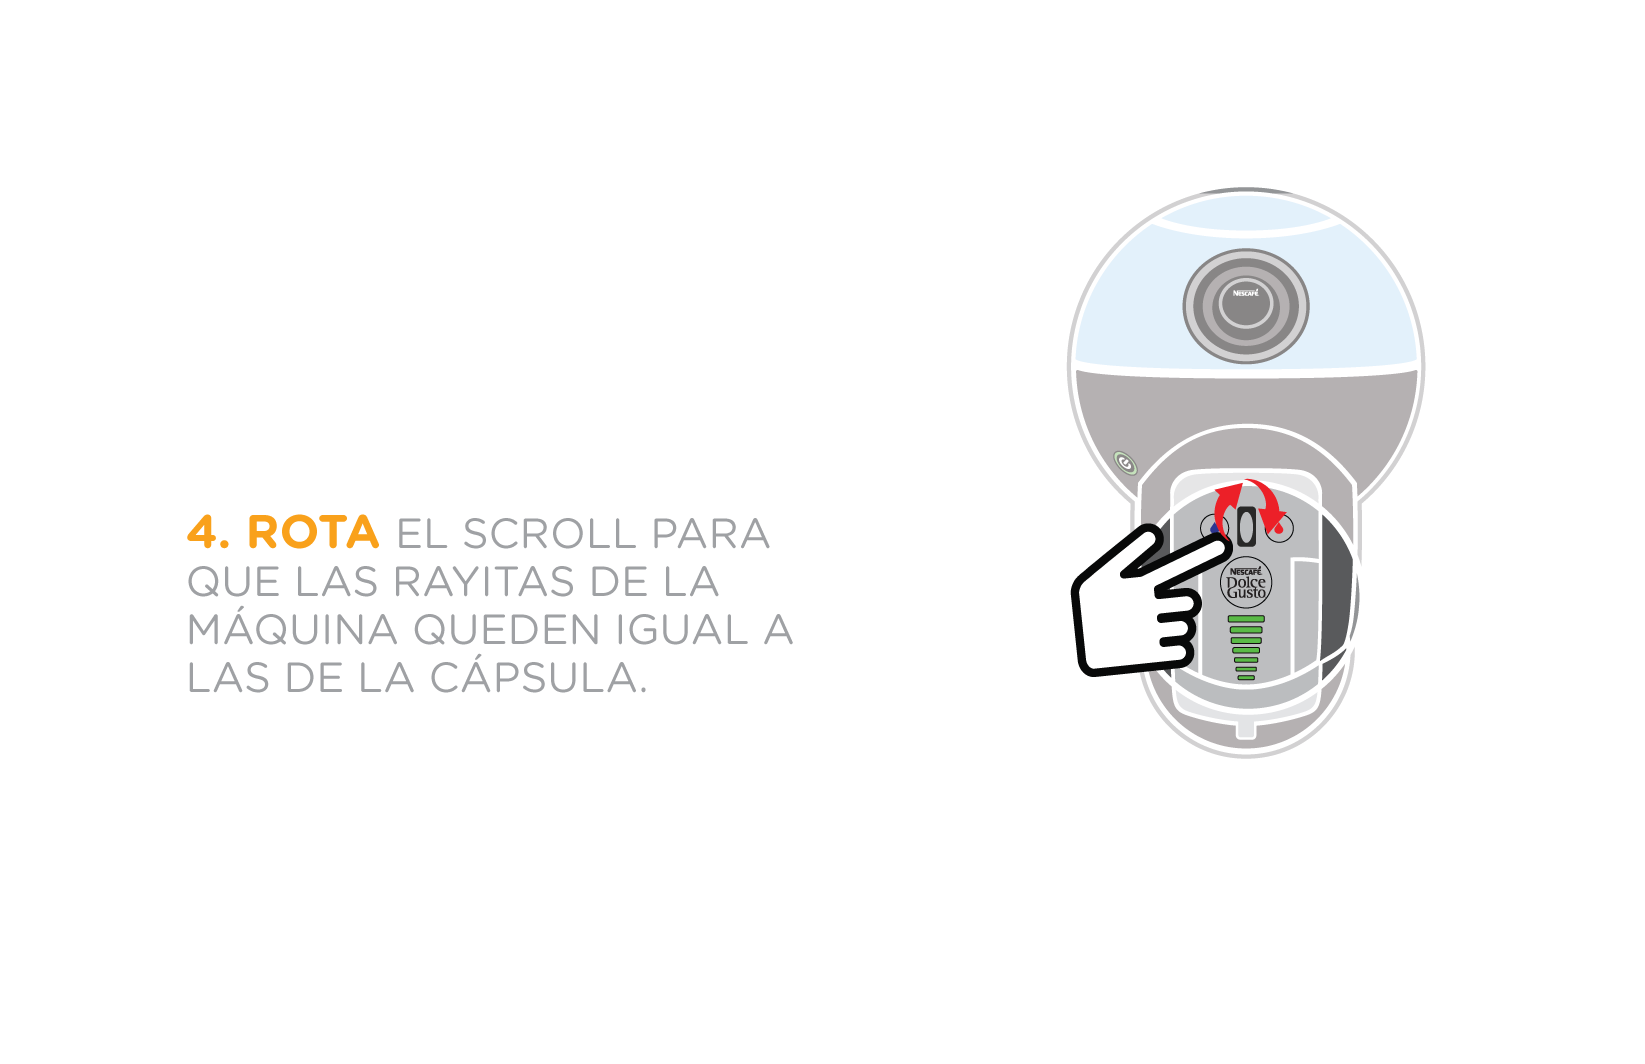 4. ROTA EL SCROLL PARA
QUE LAS RAYITAS DE LA
MÁQUINA QUEDEN IGUAL A
LAS DE LA CÁPSULA.
NESCAFÉ.
NESCAFÉ.
Dolce
Gusto